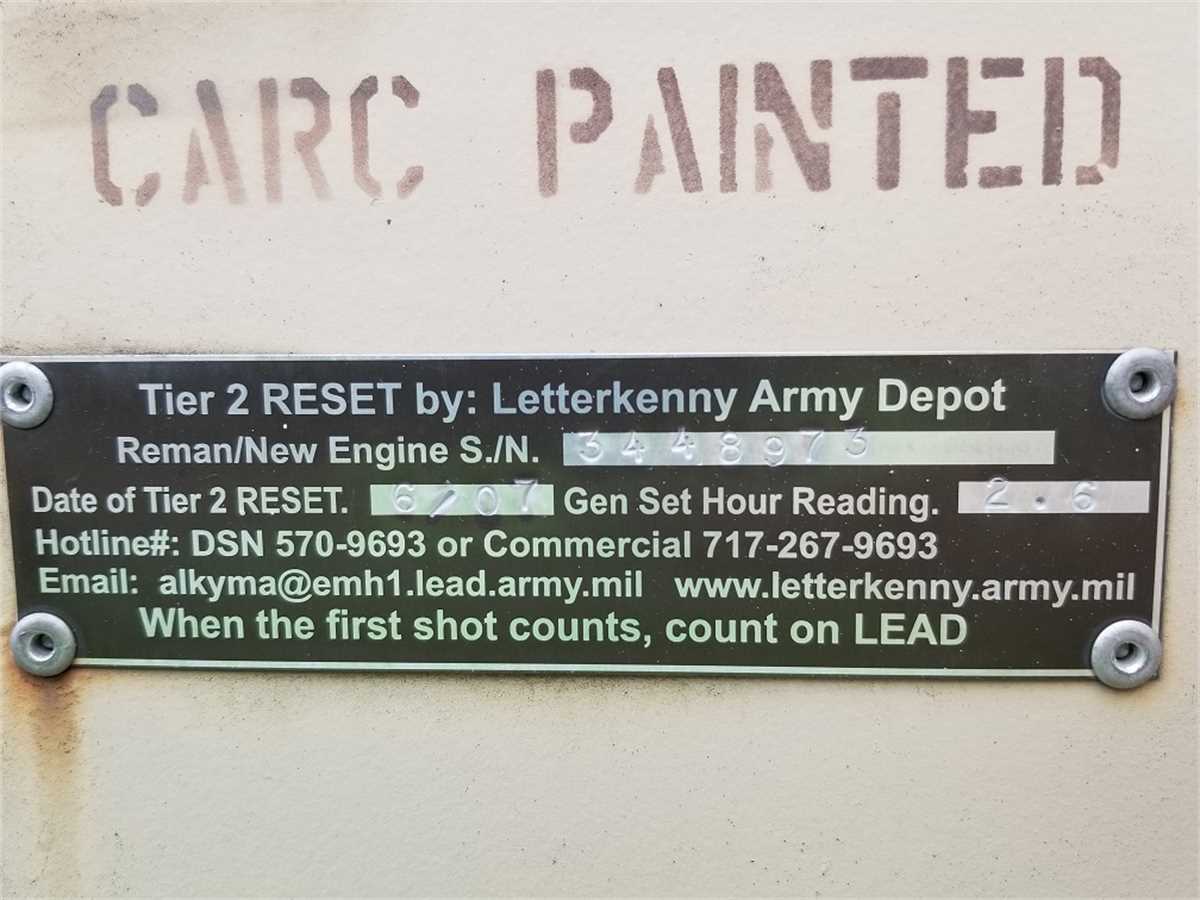 CARC PAINTED
Tier 2 RESET by: Letterkenny Army Depot
Reman/New Engine S./N. 3448973
Date of Tier 2 RESET. 6/07 Gen Set Hour Reading. 2.6
Hotline#: DSN 570-9693 or Commercial 717-267-9693
Email: alkyma@emh1.lead.army.mil www.letterkenny.army.mil
When the first shot counts, count on LEAD